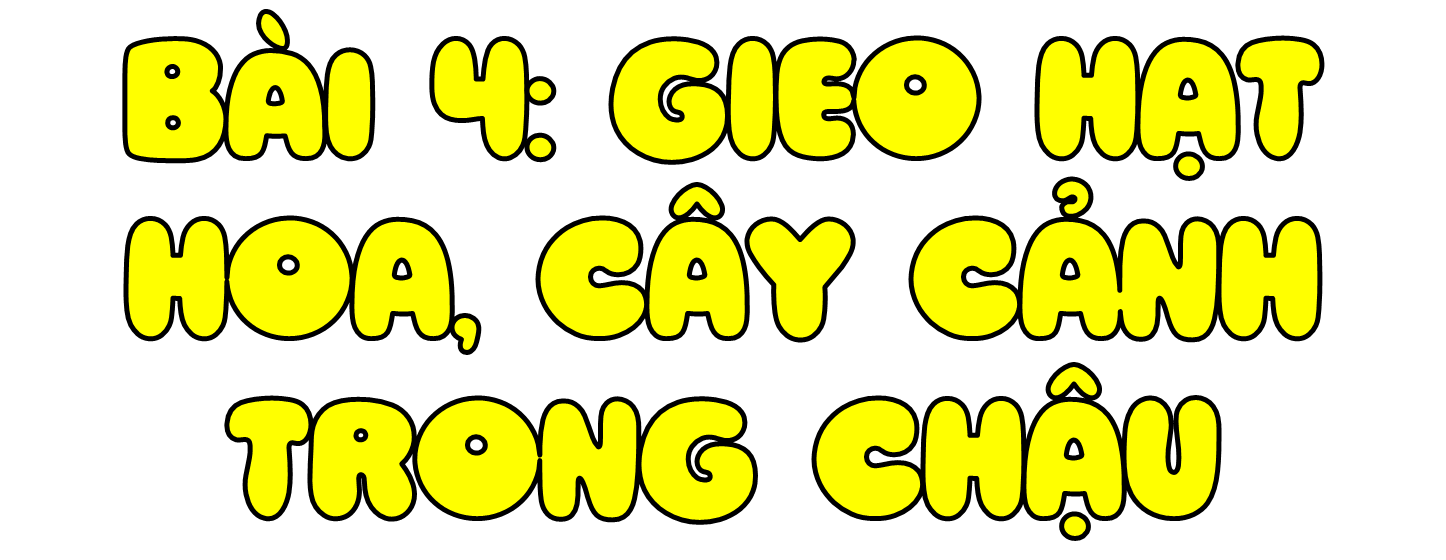 BÀI 4: GIEO HẠT
HOA, CÂY CẢNH
TRONG CHẬU